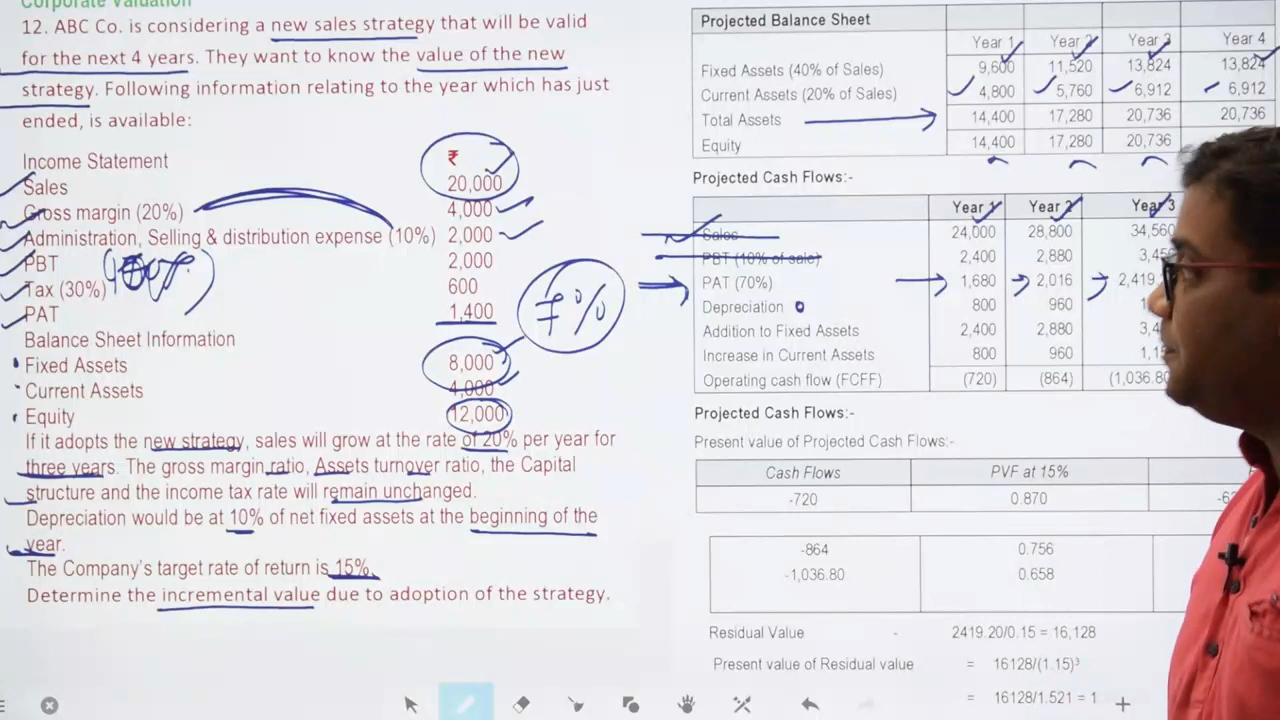 Corporate Valuation
12. ABC Co. is considering a new sales strategy that will be valid
for the next 4 years. They want to know the value of the new
strategy. Following information relating to the year which has just
ended, is available:
Income Statement ₹
Sales 20,000
Gross margin (20%) 4,000
Administration, Selling & distribution expense (10%) 2,000
PBT 2,000
Tax (30%) 600
PAT 1,400
7%
Balance Sheet Information
Fixed Assets 8,000
Current Assets 4,000
Equity 12,000
If it adopts the new strategy, sales will grow at the rate of 20% per year for
three years. The gross margin ratio, Assets turnover ratio, the Capital
structure and the income tax rate will remain unchanged.
Depreciation would be at 10% of net fixed assets at the beginning of the
year.
The Company's target rate of return is 15%.
Determine the incremental value due to adoption of the strategy.
Projected Balance Sheet
Year 1 Year 2 Year 3 Year 4
Fixed Assets (40% of Sales) 9,600 11,520 13,824 13,824
Current Assets (20% of Sales) 4,800 5,760 6,912 6,912
Total Assets 14,400 17,280 20,736 20,736
Equity 14,400 17,280 20,736
Projected Cash Flows:-
Year 1 Year 2 Year 3
Sales 24,000 28,800 34,560
PBT (10% of sale) 2,400 2,880
PAT (70%) 1,680 2,016 2,419
Depreciation 800 960
Addition to Fixed Assets 2,400 2,880
Increase in Current Assets 800 960
Operating cash flow (FCFF) (720) (864) (1,036.80
Projected Cash Flows:-
Present value of Projected Cash Flows:-
Cash Flows PVF at 15%
-720 0.870
-864 0.756
-1,036.80 0.658
Residual Value - 2419.20/0.15 = 16,128
Present value of Residual value = 16128/(1.15)³
= 16128/1.521 = 1